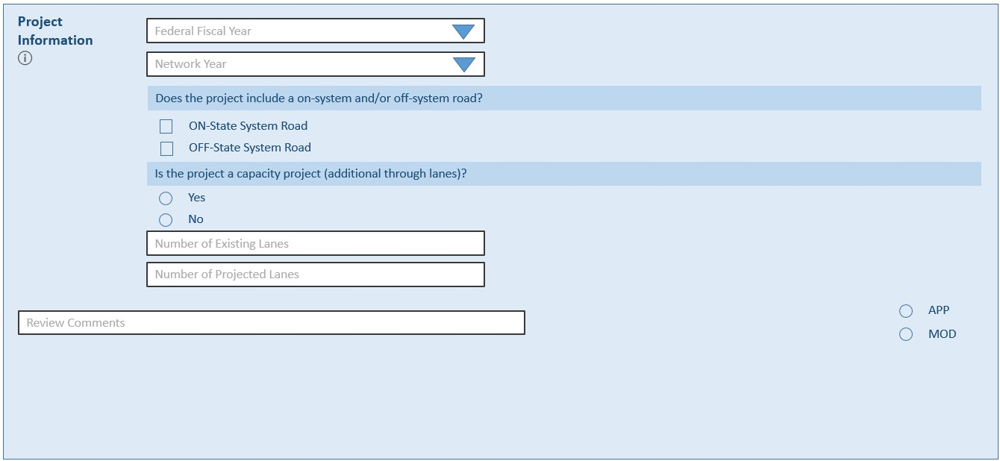 Project
Information
Federal Fiscal Year
Network Year
Does the project include a on-system and/or off-system road?
ON-State System Road
OFF-State System Road
Is the project a capacity project (additional through lanes)?
Yes
No
Number of Existing Lanes
Number of Projected Lanes
Review Comments
APP
MOD